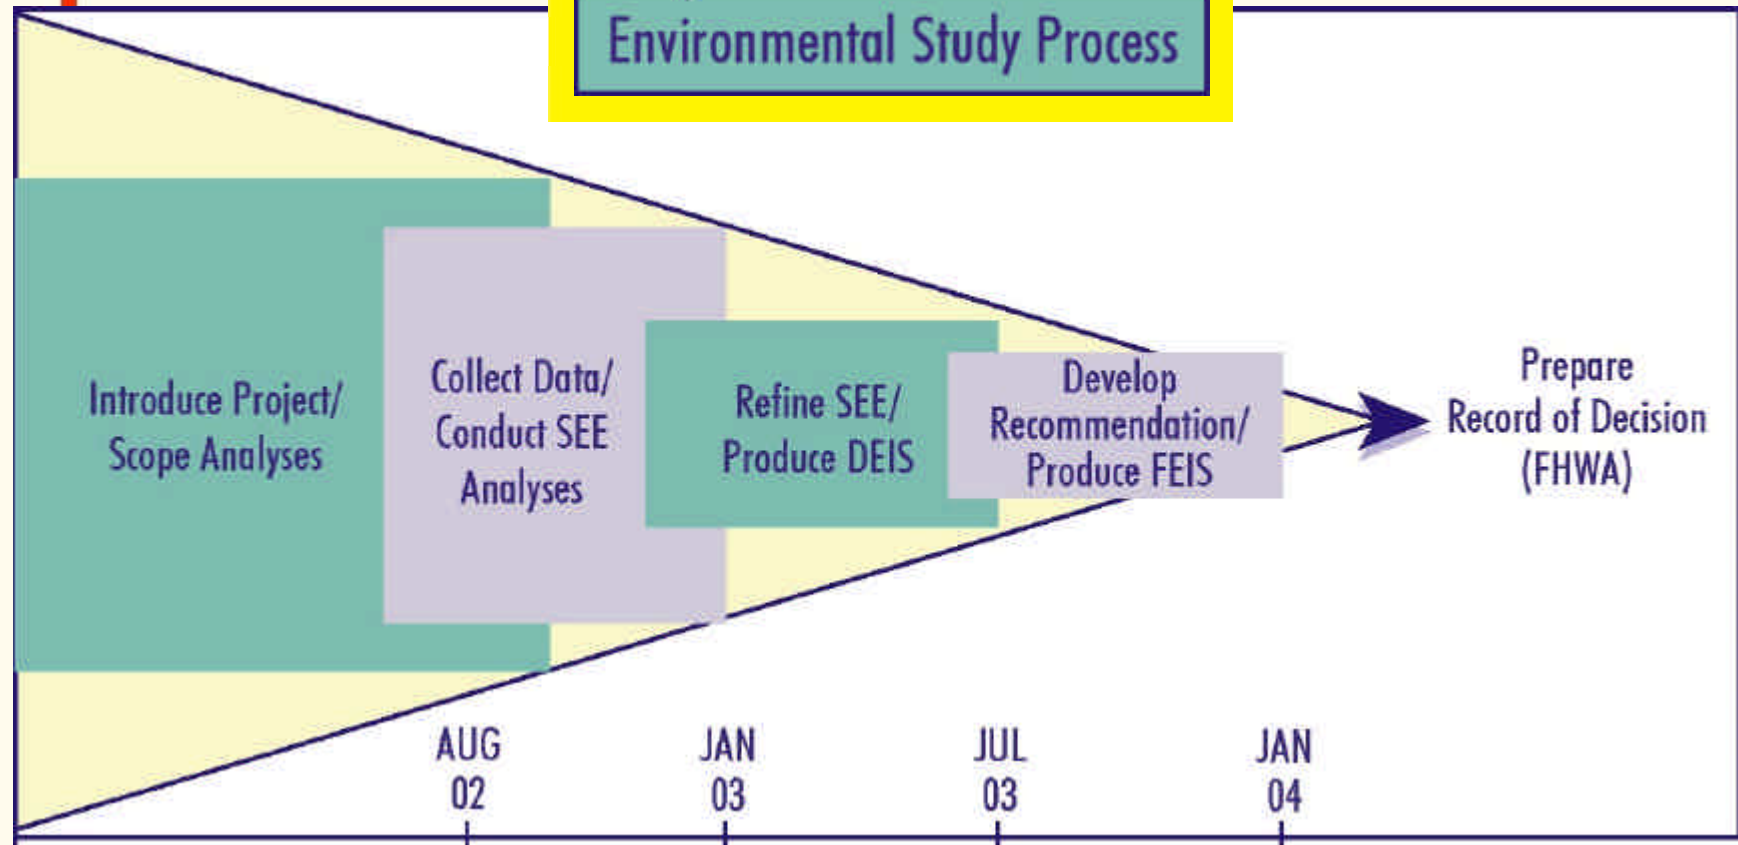 Environmental Study Process
Introduce Project/
Scope Analyses
Collect Data/
Conduct SEE
Analyses
Refine SEE/
Produce DEIS
Develop
Recommendation/
Produce FEIS
Prepare
Record of Decision
(FHWA)
AUG
02
JAN
03
JUL
03
JAN
04